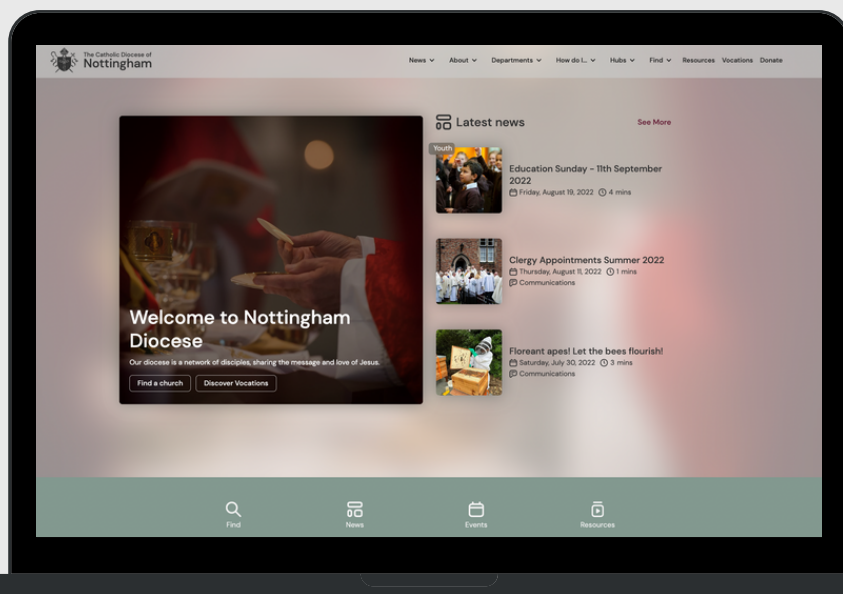 The Catholic Diocese of
Nottingham
News
About
Departments
How do I...
Hubs
Find
Resources
Vocations
Donate
Welcome to Nottingham
Diocese
Our diocese is a network of disciples, sharing the message and love of Jesus.
Find a church
Discover Vocations
Latest news
See More
Youth
Education Sunday - 11th September
2022
Friday, August 19, 2022 4 mins
Clergy Appointments Summer 2022
Thursday, August 11, 2022 1 mins
Communications
Floreant apes! Let the bees flourish!
Saturday, July 30, 2022 3 mins
Communications
Find
News
Events
Resources